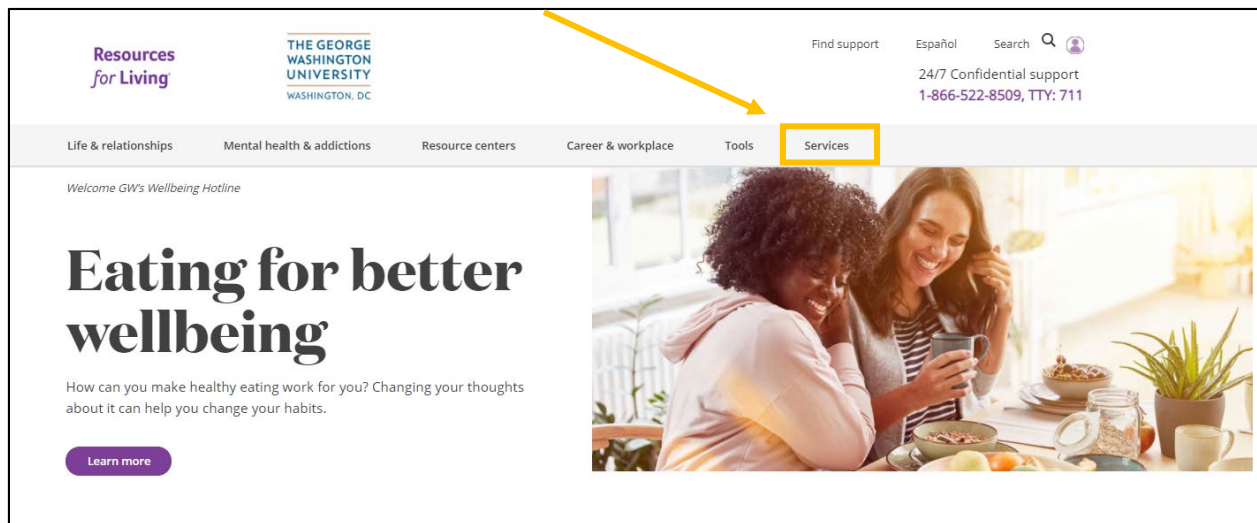 Resources
for Living
THE GEORGE
WASHINGTON
UNIVERSITY
WASHINGTON, DC
Find support
Español
Search
24/7 Confidential support
1-866-522-8509, TTY: 711
Life & relationships
Mental health & addictions
Resource centers
Career & workplace
Tools
Services
Welcome GW's Wellbeing Hotline
Eating for better
wellbeing
How can you make healthy eating work for you? Changing your thoughts
about it can help you change your habits.
Learn more